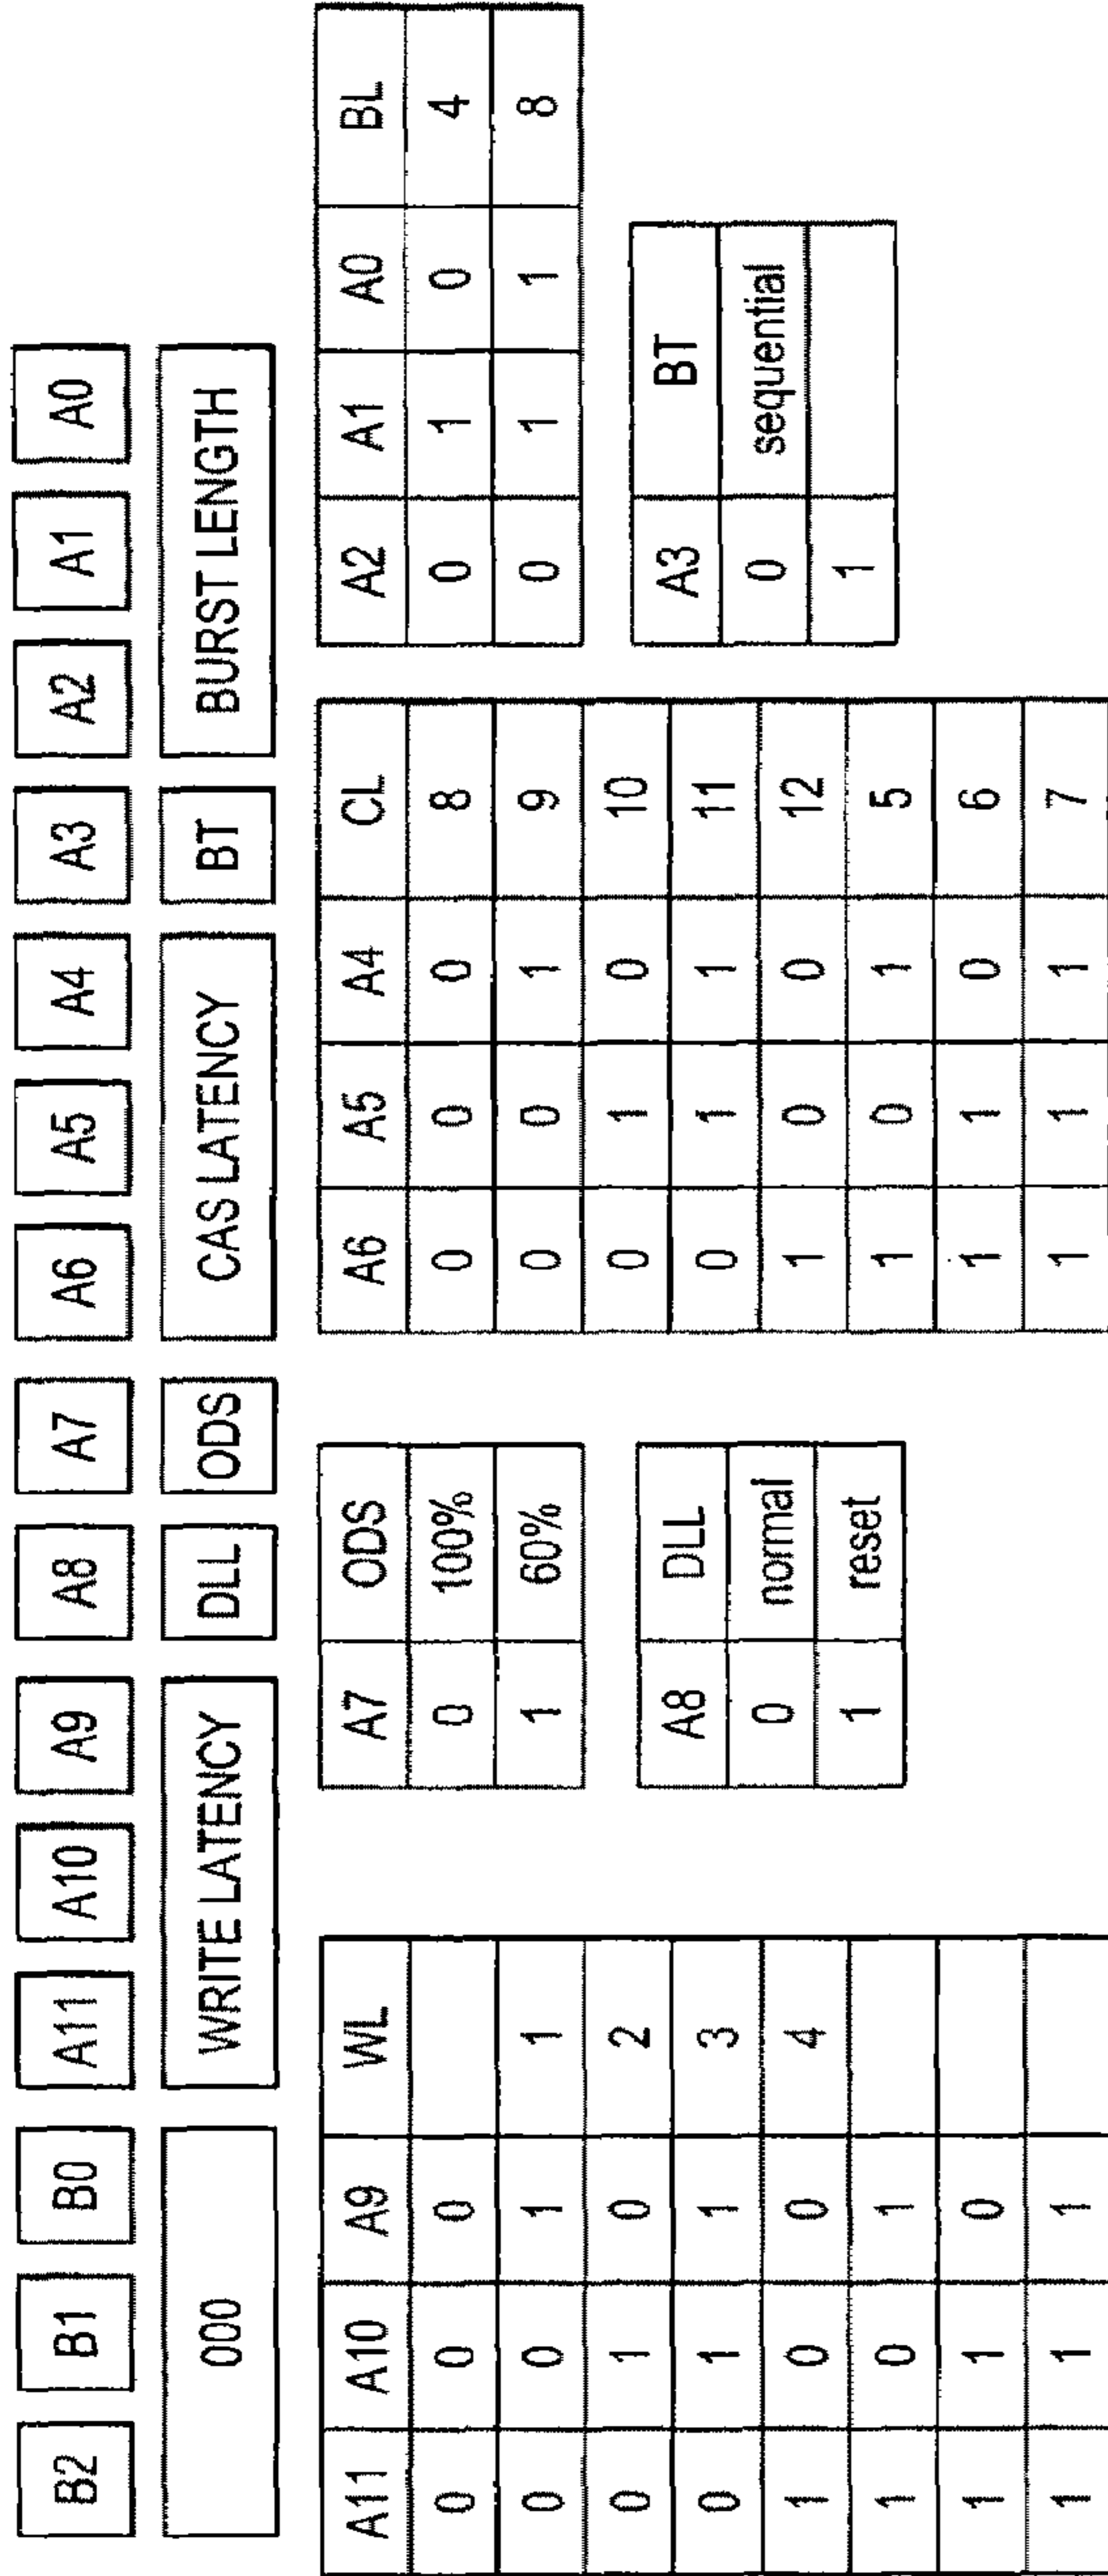 B2 B1 B0 A11 A10 A9 A8 A7 A6 A5 A4 A3 A2 A1 A0
000 WRITE LATENCY DLL ODS CAS LATENCY BT BURST LENGTH
A11 A10 A9 WL
0 0 0
0 0 1 1
0 1 0 2
0 1 1 3
1 0 0 4
1 0 1
1 1 0
1 1 1
A7 ODS
0 100%
1 60%
A8 DLL
0 normal
1 reset
A6 A5 A4 CL
0 0 0 8
0 0 1 9
0 1 0 10
0 1 1 11
1 0 0 12
1 0 1 5
1 1 0 6
1 1 1 7
A2 A1 A0 BL
0 1 0 4
0 1 1 8
A3 BT
0 sequential
1